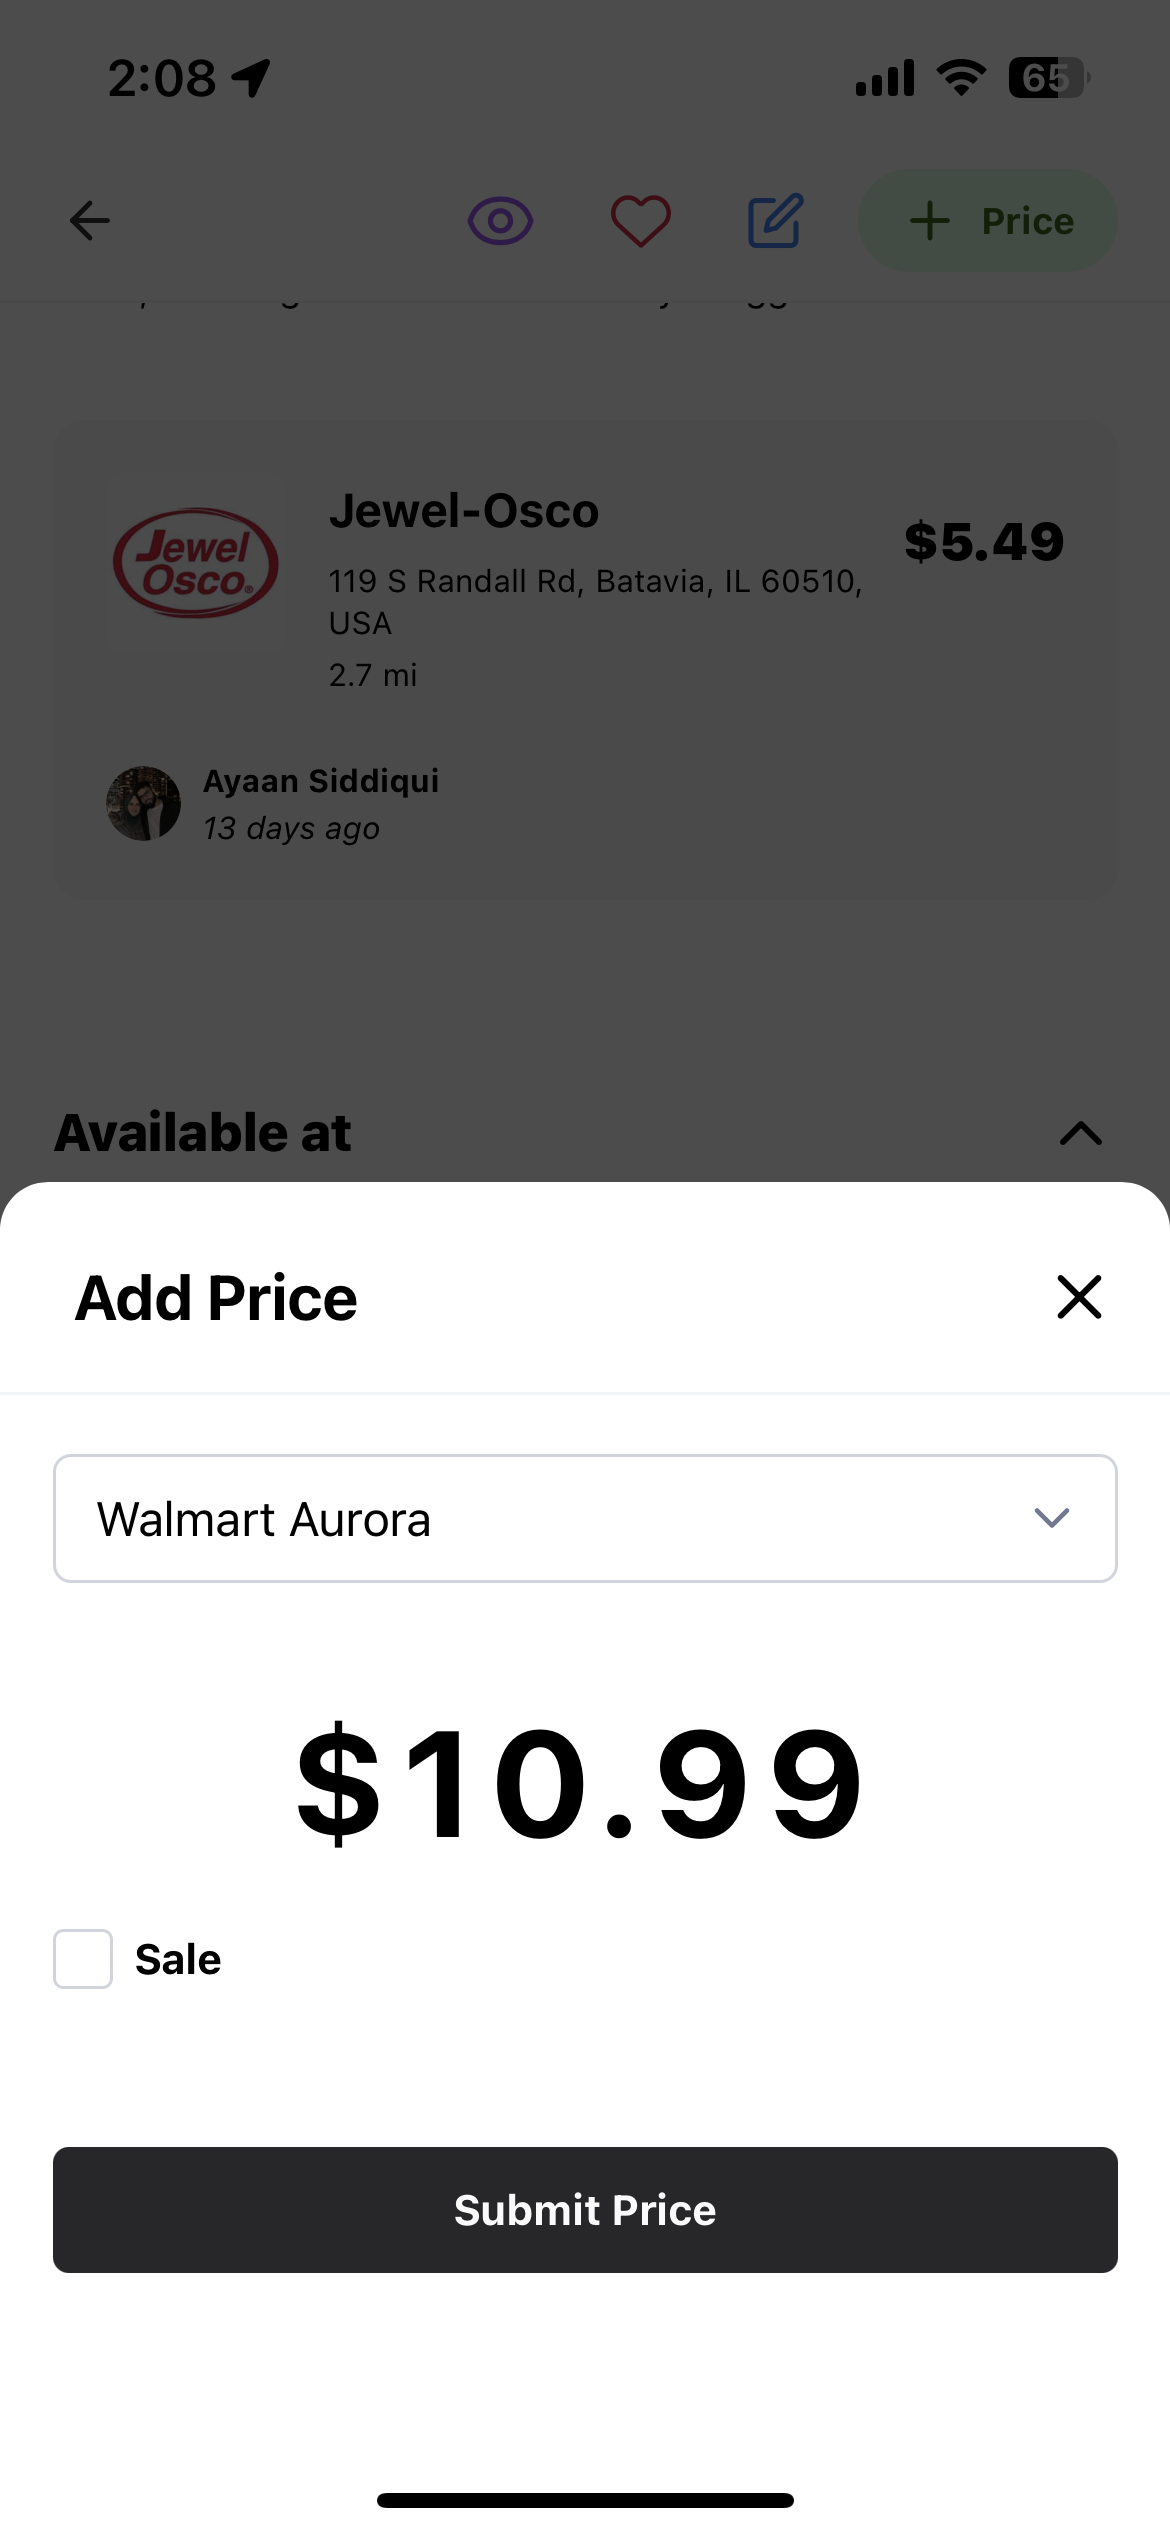 2:08
65
Price
Jewel-Osco
$5.49
Jewel
Osco®
119 S Randall Rd, Batavia, IL 60510,
USA
2.7 mi
Ayaan Siddiqui
13 days ago
Available at
Add Price
Walmart Aurora
$10.99
Sale
Submit Price